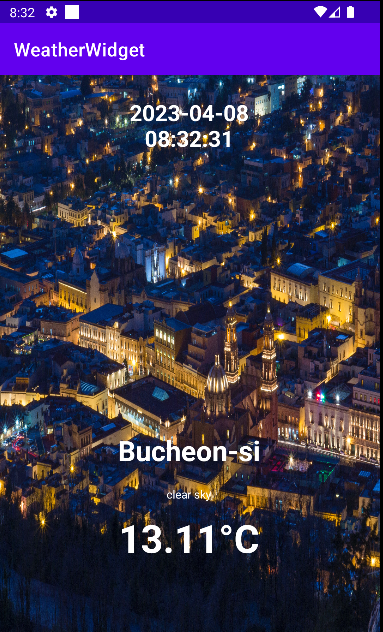 8:32
WeatherWidget
2023-04-08
08:32:31
Bucheon-si
clear sky
13.11°C